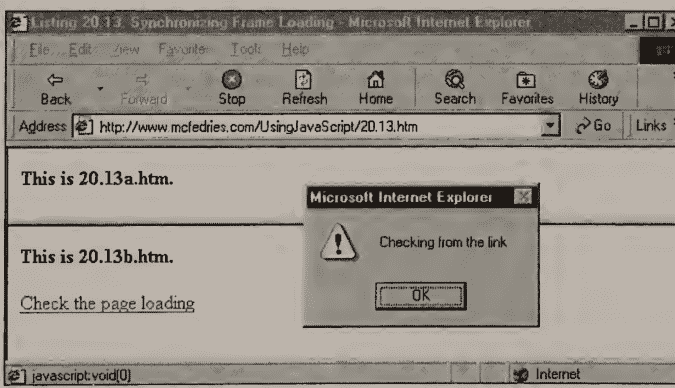 Listing 20.13. Synchronizing Frame Loading - Microsoft Internet Explorer
File Edit View Favorites Tools Help
Back Forward Stop Refresh Home Search Favorites History
Address http://www.mcfedries.com/UsingJavaScript/20.13.htm Go Links
This is 20.13a.htm.
Microsoft Internet Explorer
Checking from the link
OK
This is 20.13b.htm.
Check the page loading
javascript:void(0) Internet